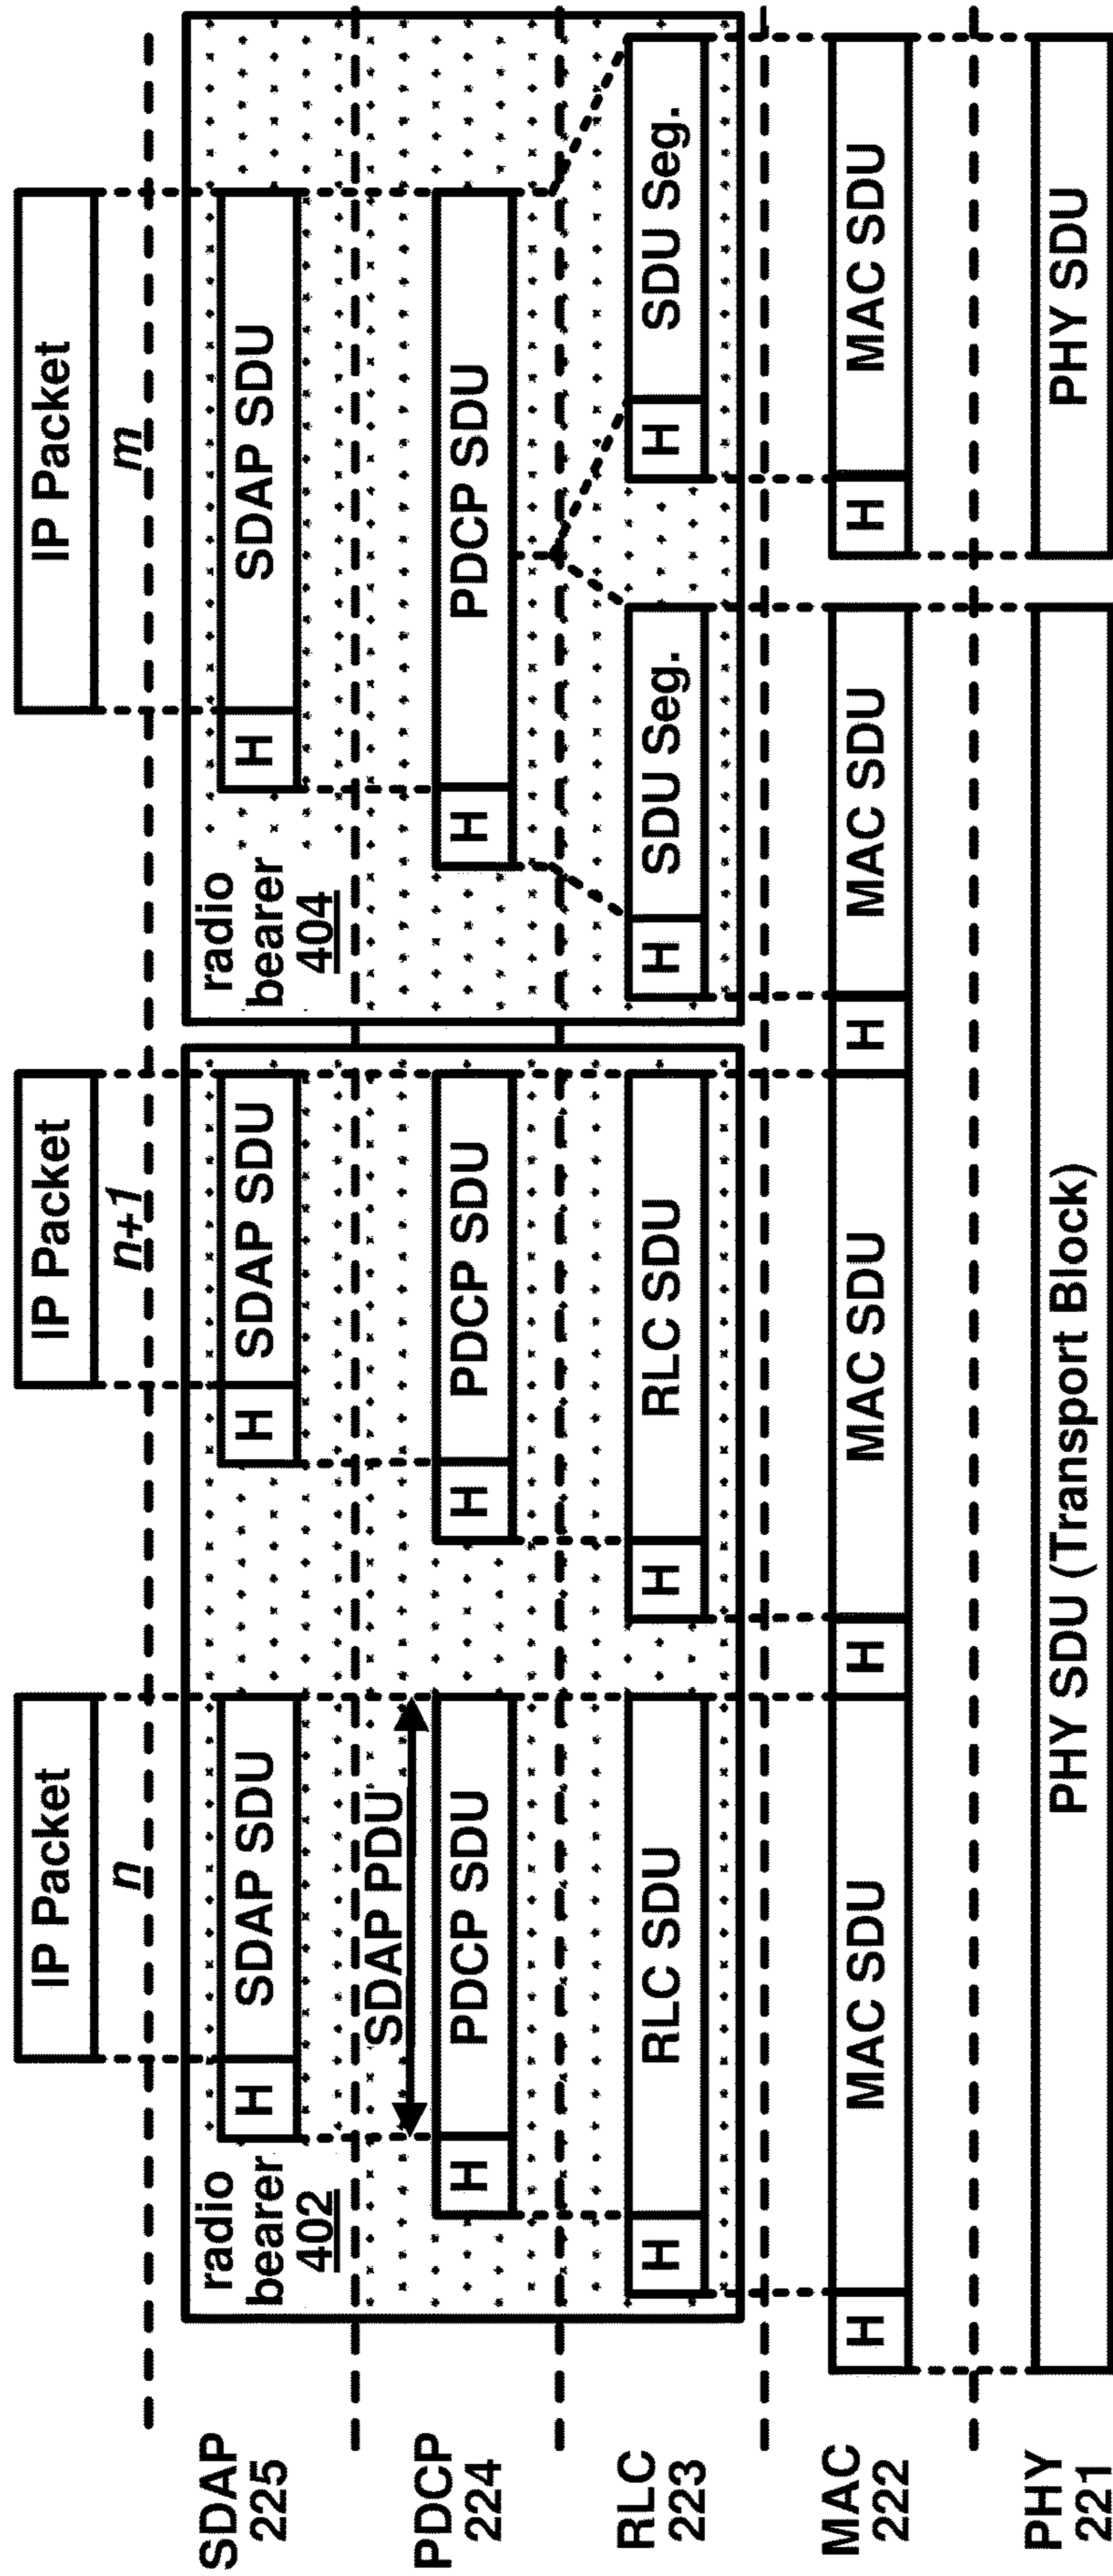 IP Packet
n
IP Packet
n+1
IP Packet
m
SDAP
225
radio
bearer
402
H
SDAP SDU
H
SDAP SDU
radio
bearer
404
H
SDAP SDU
SDAP PDU
PDCP
224
H
PDCP SDU
H
PDCP SDU
H
PDCP SDU
RLC
223
H
RLC SDU
H
RLC SDU
H
SDU Seg.
H
SDU Seg.
MAC
222
H
MAC SDU
H
MAC SDU
H
MAC SDU
H
MAC SDU
PHY
221
PHY SDU (Transport Block)
PHY SDU